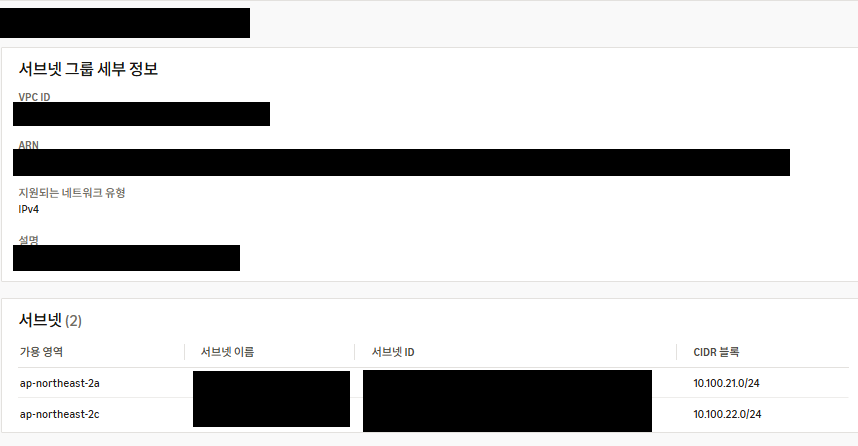 서브넷 그룹 세부 정보
VPC ID
ARN
지원되는 네트워크 유형
IPv4
설명
서브넷 (2)
가용 영역 서브넷 이름 서브넷 ID CIDR 블록
ap-northeast-2a 10.100.21.0/24
ap-northeast-2c 10.100.22.0/24